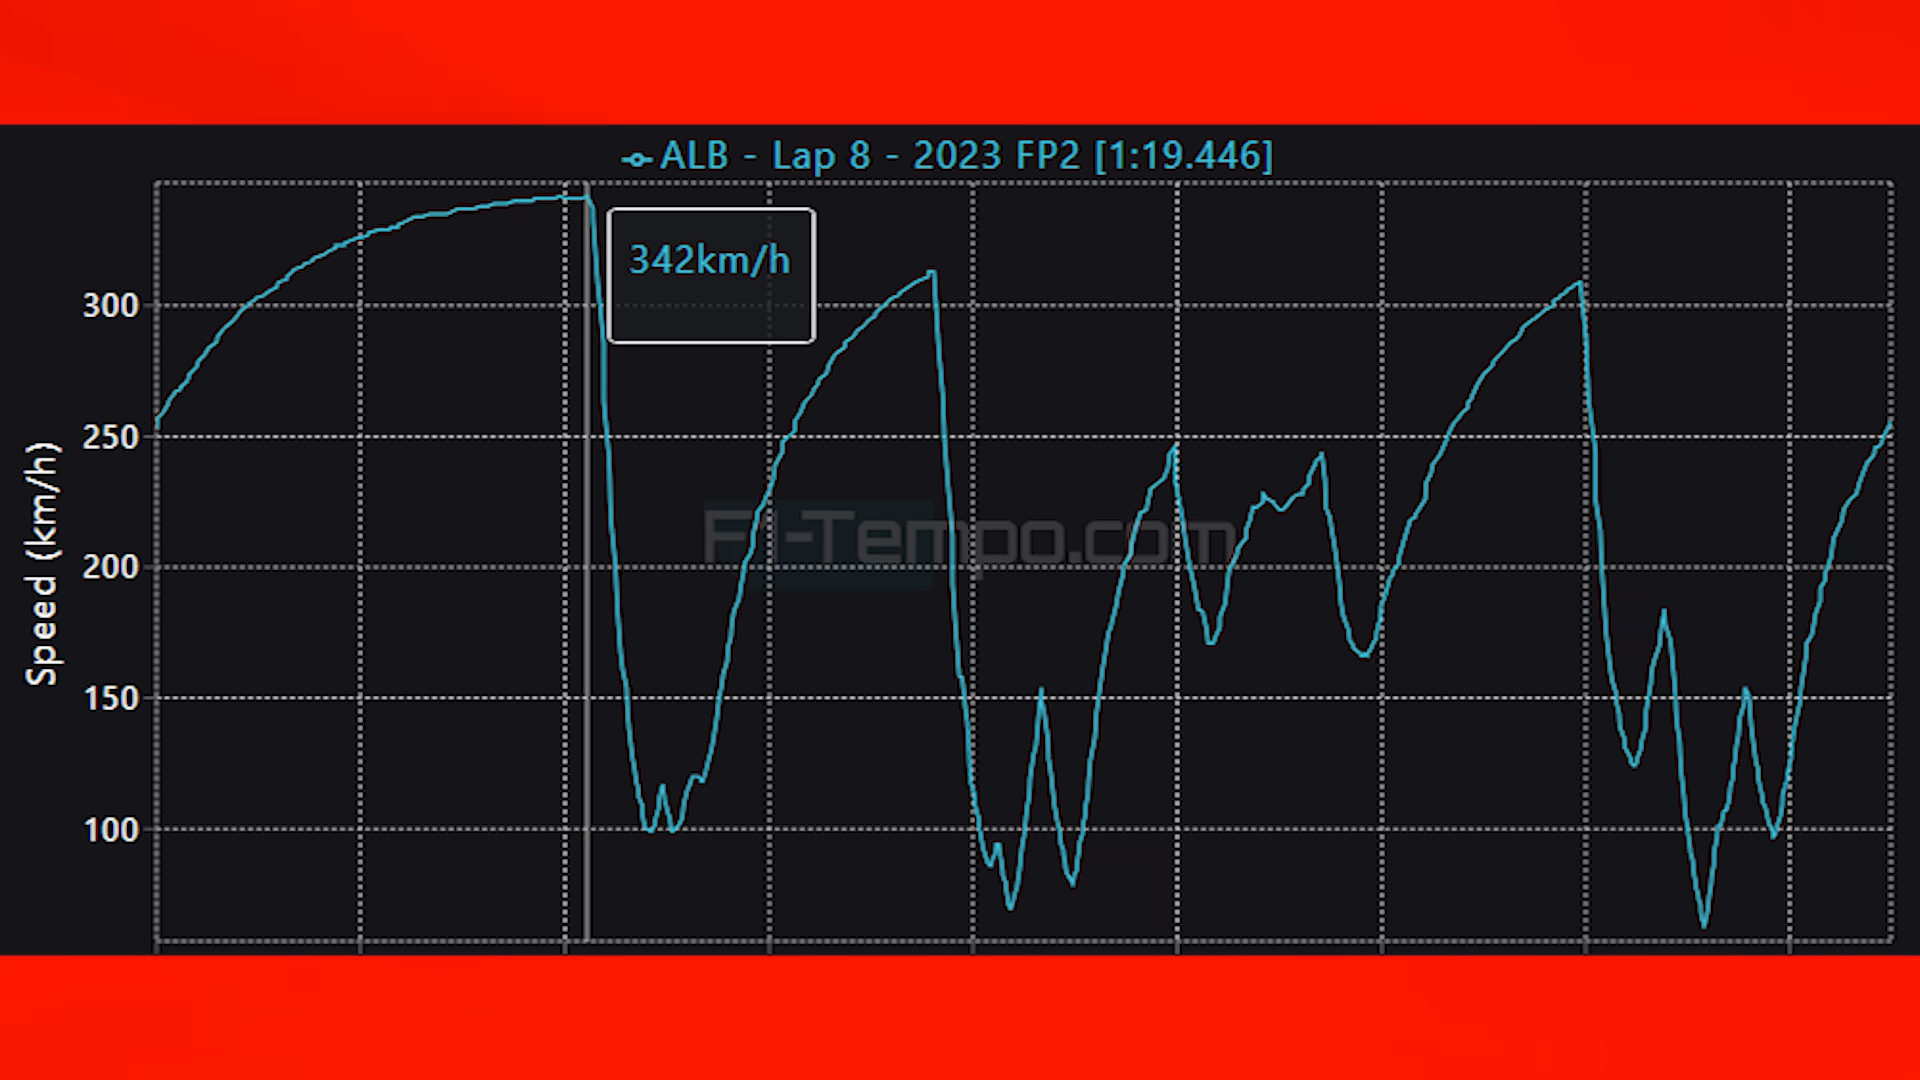 ALB - Lap 8 - 2023 FP2 [1:19.446]
342km/h
300
250
200
150
100
Speed (km/h)
F1-Tempo.com